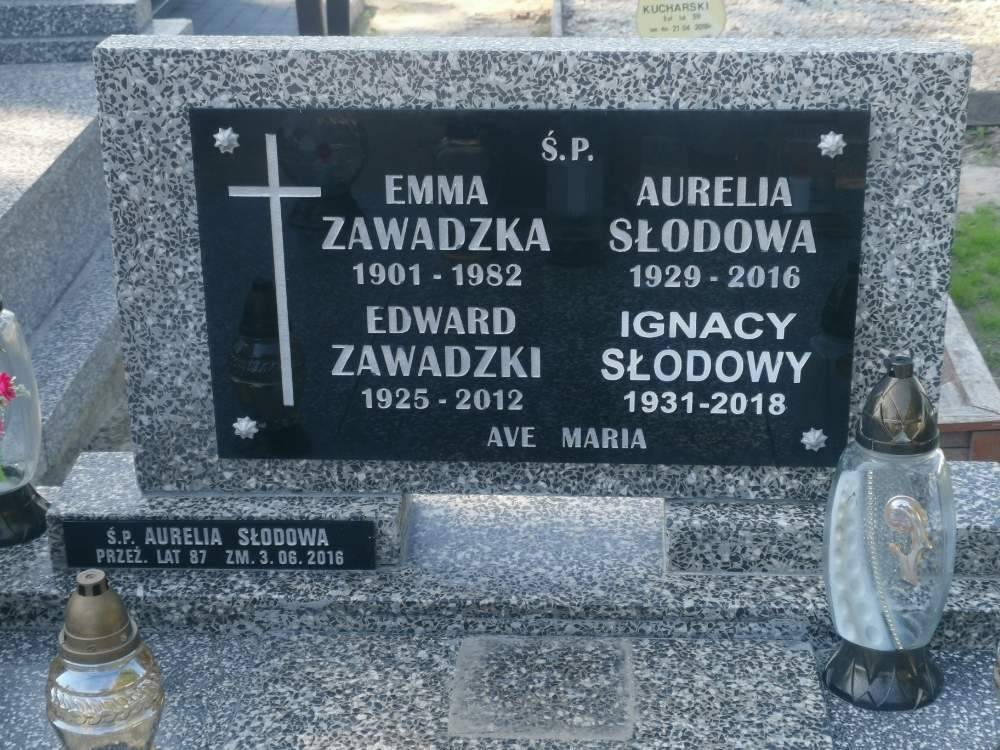 KUCHARSKI
Ś.P.
EMMA
ZAWADZKA
1901 - 1982
EDWARD
ZAWADZKI
1925 - 2012
AURELIA
SŁODOWA
1929 - 2016
IGNACY
SŁODOWY
1931-2018
AVE MARIA
Ś.P. AURELIA SŁODOWA
PRZEŻ. LAT 87 ZM. 3.06.2016